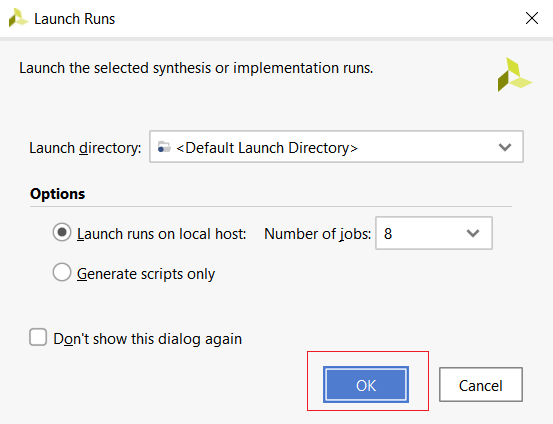 Launch Runs
Launch the selected synthesis or implementation runs.
Launch directory: <Default Launch Directory>
Options
Launch runs on local host: Number of jobs: 8
Generate scripts only
Don't show this dialog again
OK Cancel